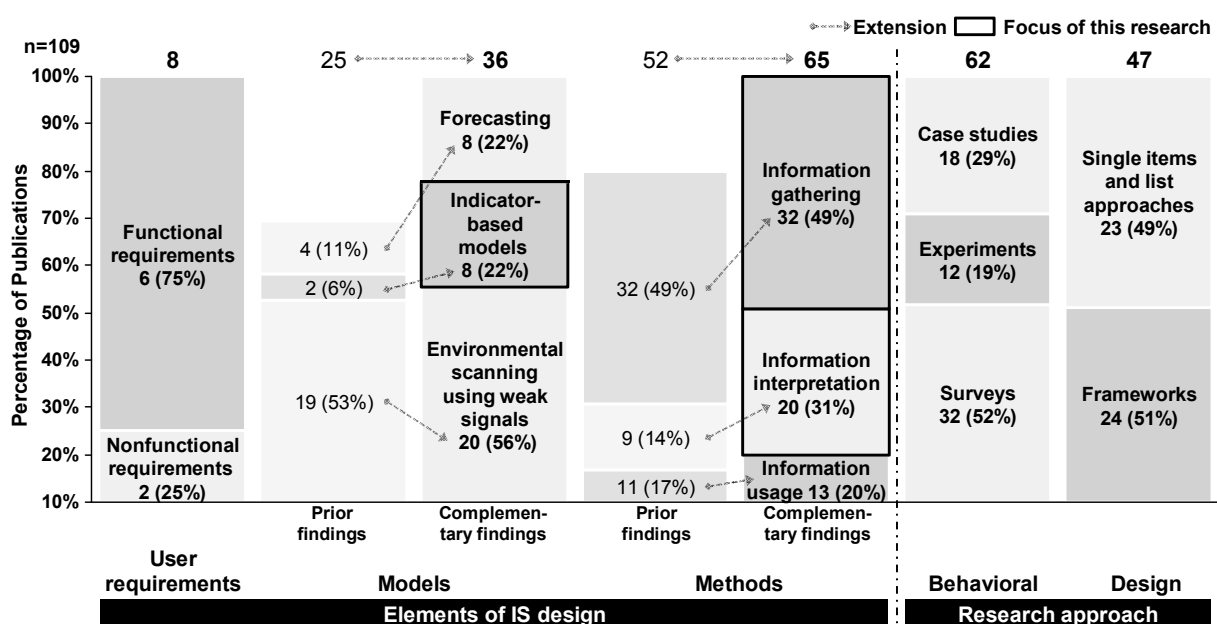 Extension
Focus of this research
n=109
8
25
36
52
65
62
47
Percentage of Publications
100%
90%
80%
70%
60%
50%
40%
30%
20%
10%
Functional
requirements
6 (75%)
Nonfunctional
requirements
2 (25%)
4 (11%)
2 (6%)
19 (53%)
Forecasting
8 (22%)
Indicator-
based
models
8 (22%)
Environmental
scanning
using weak
signals
20 (56%)
32 (49%)
9 (14%)
11 (17%)
Information
gathering
32 (49%)
Information
interpretation
20 (31%)
Information
usage 13 (20%)
Case studies
18 (29%)
Experiments
12 (19%)
Surveys
32 (52%)
Single items
and list
approaches
23 (49%)
Frameworks
24 (51%)
Prior
findings
Complemen-
tary findings
Prior
findings
Complemen-
tary findings
User
requirements
Models
Methods
Behavioral
Design
Elements of IS design
Research approach